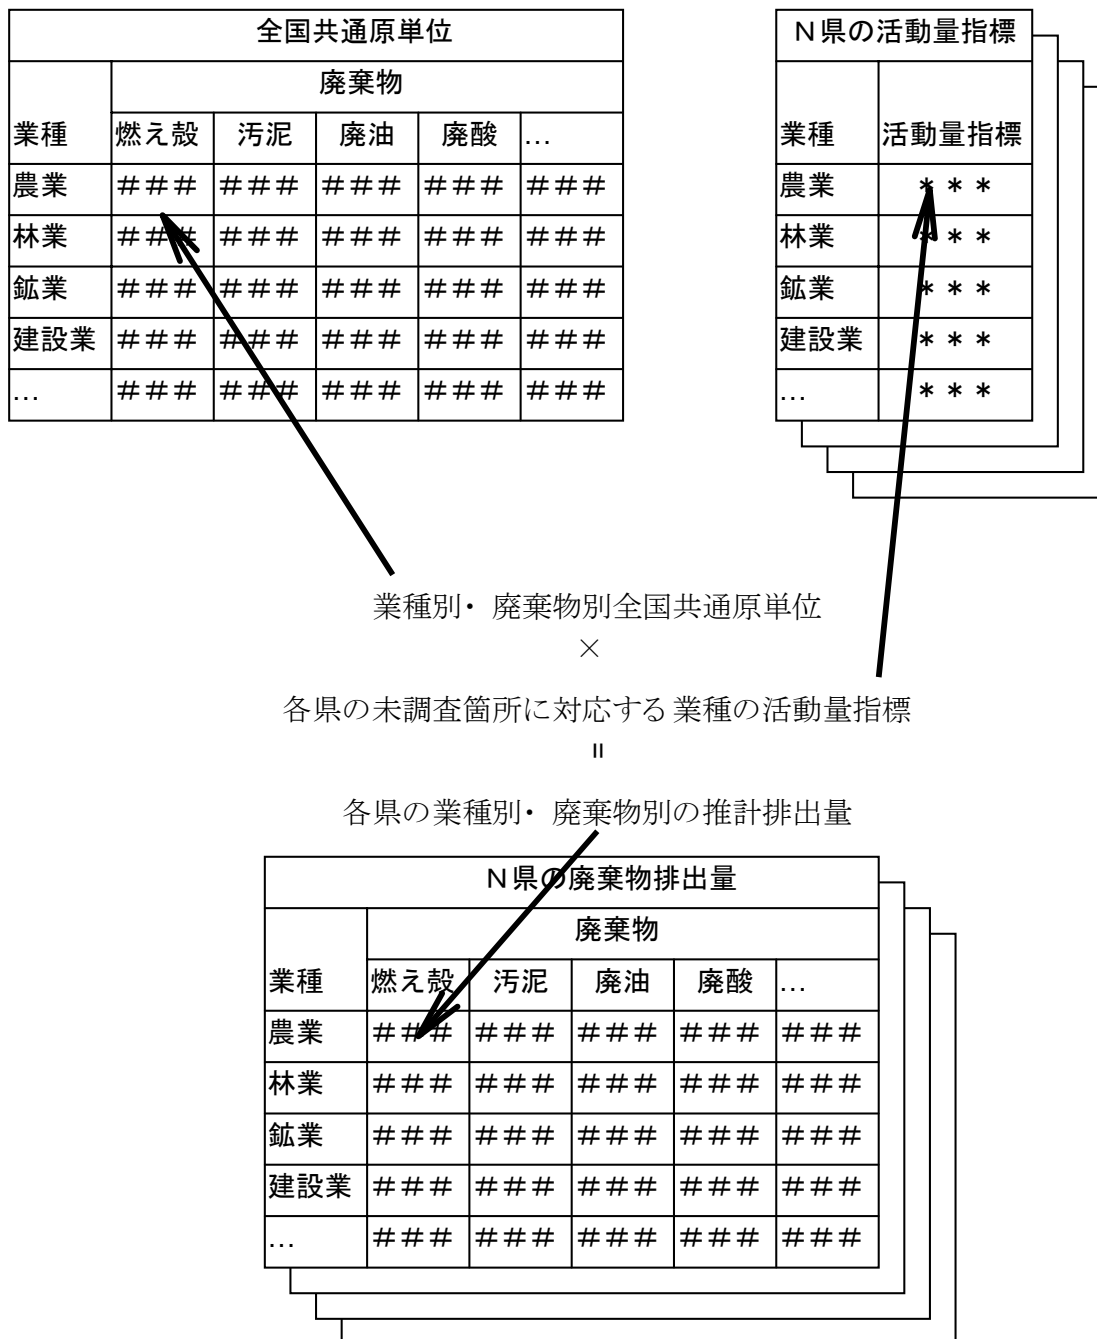 全国共通原単位
廃棄物
業種 燃え殻 汚泥 廃油 廃酸 …
農業 ＃＃＃ ＃＃＃ ＃＃＃ ＃＃＃ ＃＃＃
林業 ＃＃＃ ＃＃＃ ＃＃＃ ＃＃＃ ＃＃＃
鉱業 ＃＃＃ ＃＃＃ ＃＃＃ ＃＃＃ ＃＃＃
建設業 ＃＃＃ ＃＃＃ ＃＃＃ ＃＃＃ ＃＃＃
… ＃＃＃ ＃＃＃ ＃＃＃ ＃＃＃ ＃＃＃
Ｎ県の活動量指標
業種 活動量指標
農業 ＊＊＊
林業 ＊＊＊
鉱業 ＊＊＊
建設業 ＊＊＊
… ＊＊＊
業種別・廃棄物別全国共通原単位
×
各県の未調査箇所に対応する業種の活動量指標
＝
各県の業種別・廃棄物別の推計排出量
Ｎ県の廃棄物排出量
廃棄物
業種 燃え殻 汚泥 廃油 廃酸 …
農業 ＃＃＃ ＃＃＃ ＃＃＃ ＃＃＃ ＃＃＃
林業 ＃＃＃ ＃＃＃ ＃＃＃ ＃＃＃ ＃＃＃
鉱業 ＃＃＃ ＃＃＃ ＃＃＃ ＃＃＃ ＃＃＃
建設業 ＃＃＃ ＃＃＃ ＃＃＃ ＃＃＃ ＃＃＃
… ＃＃＃ ＃＃＃ ＃＃＃ ＃＃＃ ＃＃＃